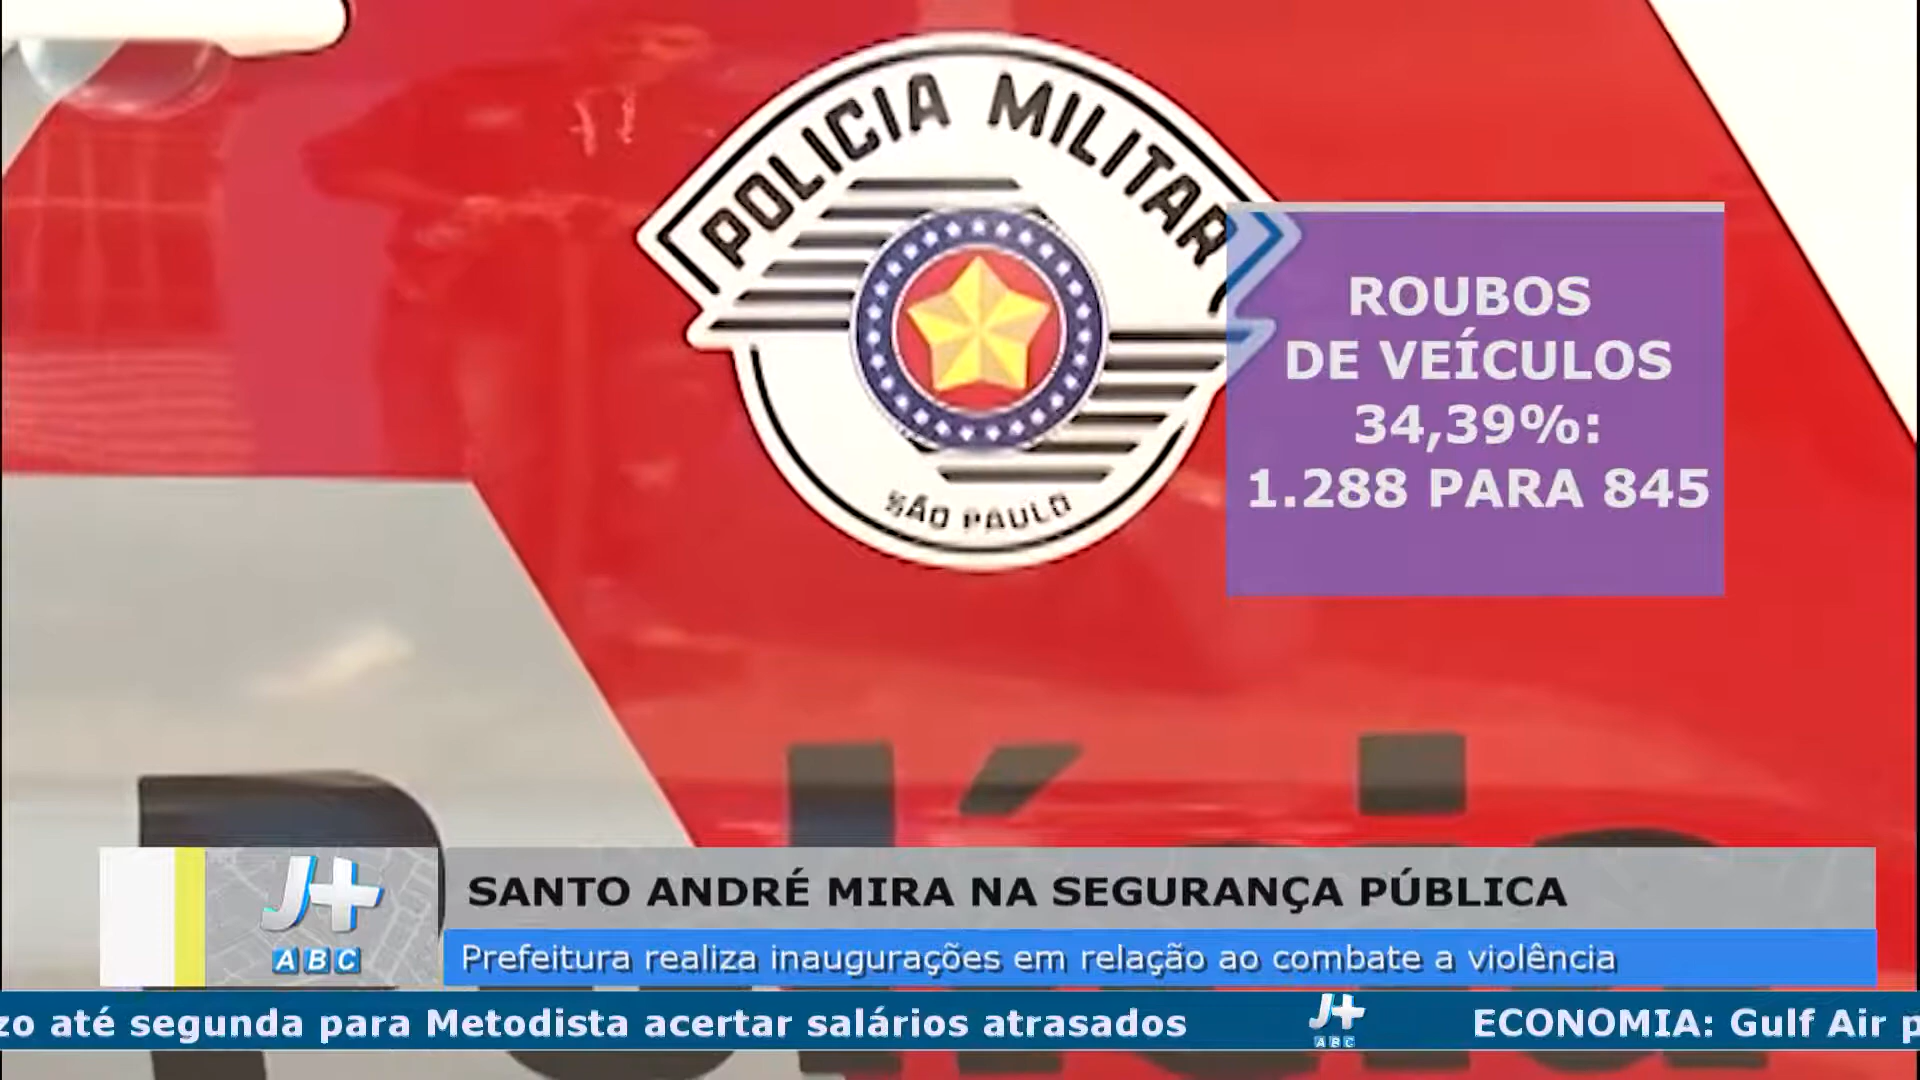 POLICIA MILITAR
SÃO PAULO
ROUBOS
DE VEÍCULOS
34,39%:
1.288 PARA 845
J+
ABC
SANTO ANDRÉ MIRA NA SEGURANÇA PÚBLICA
Prefeitura realiza inaugurações em relação ao combate a violência
até segunda para Metodista acertar salários atrasados
J+
ABC
ECONOMIA: Gulf Air